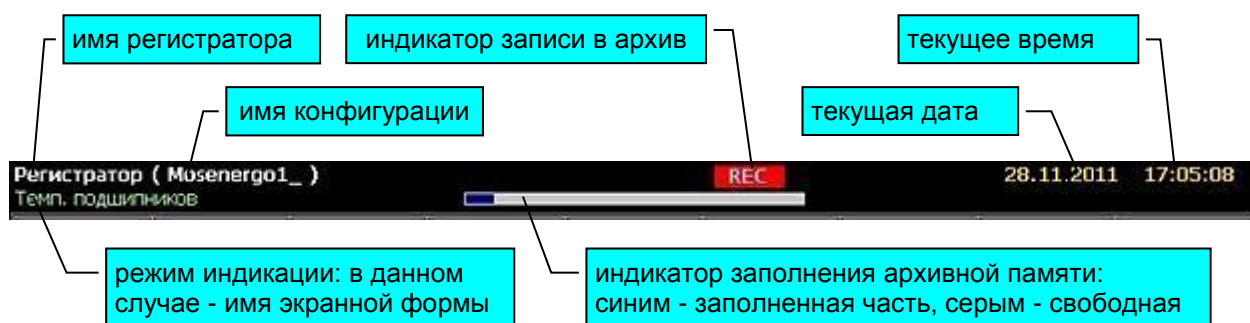 имя регистратора
индикатор записи в архив
текущее время
имя конфигурации
текущая дата
Регистратор ( Mosenergo1_ )
REC
28.11.2011 17:05:08
Темп. подшипников
режим индикации: в данном
случае - имя экранной формы
индикатор заполнения архивной памяти:
синим - заполненная часть, серым - свободная